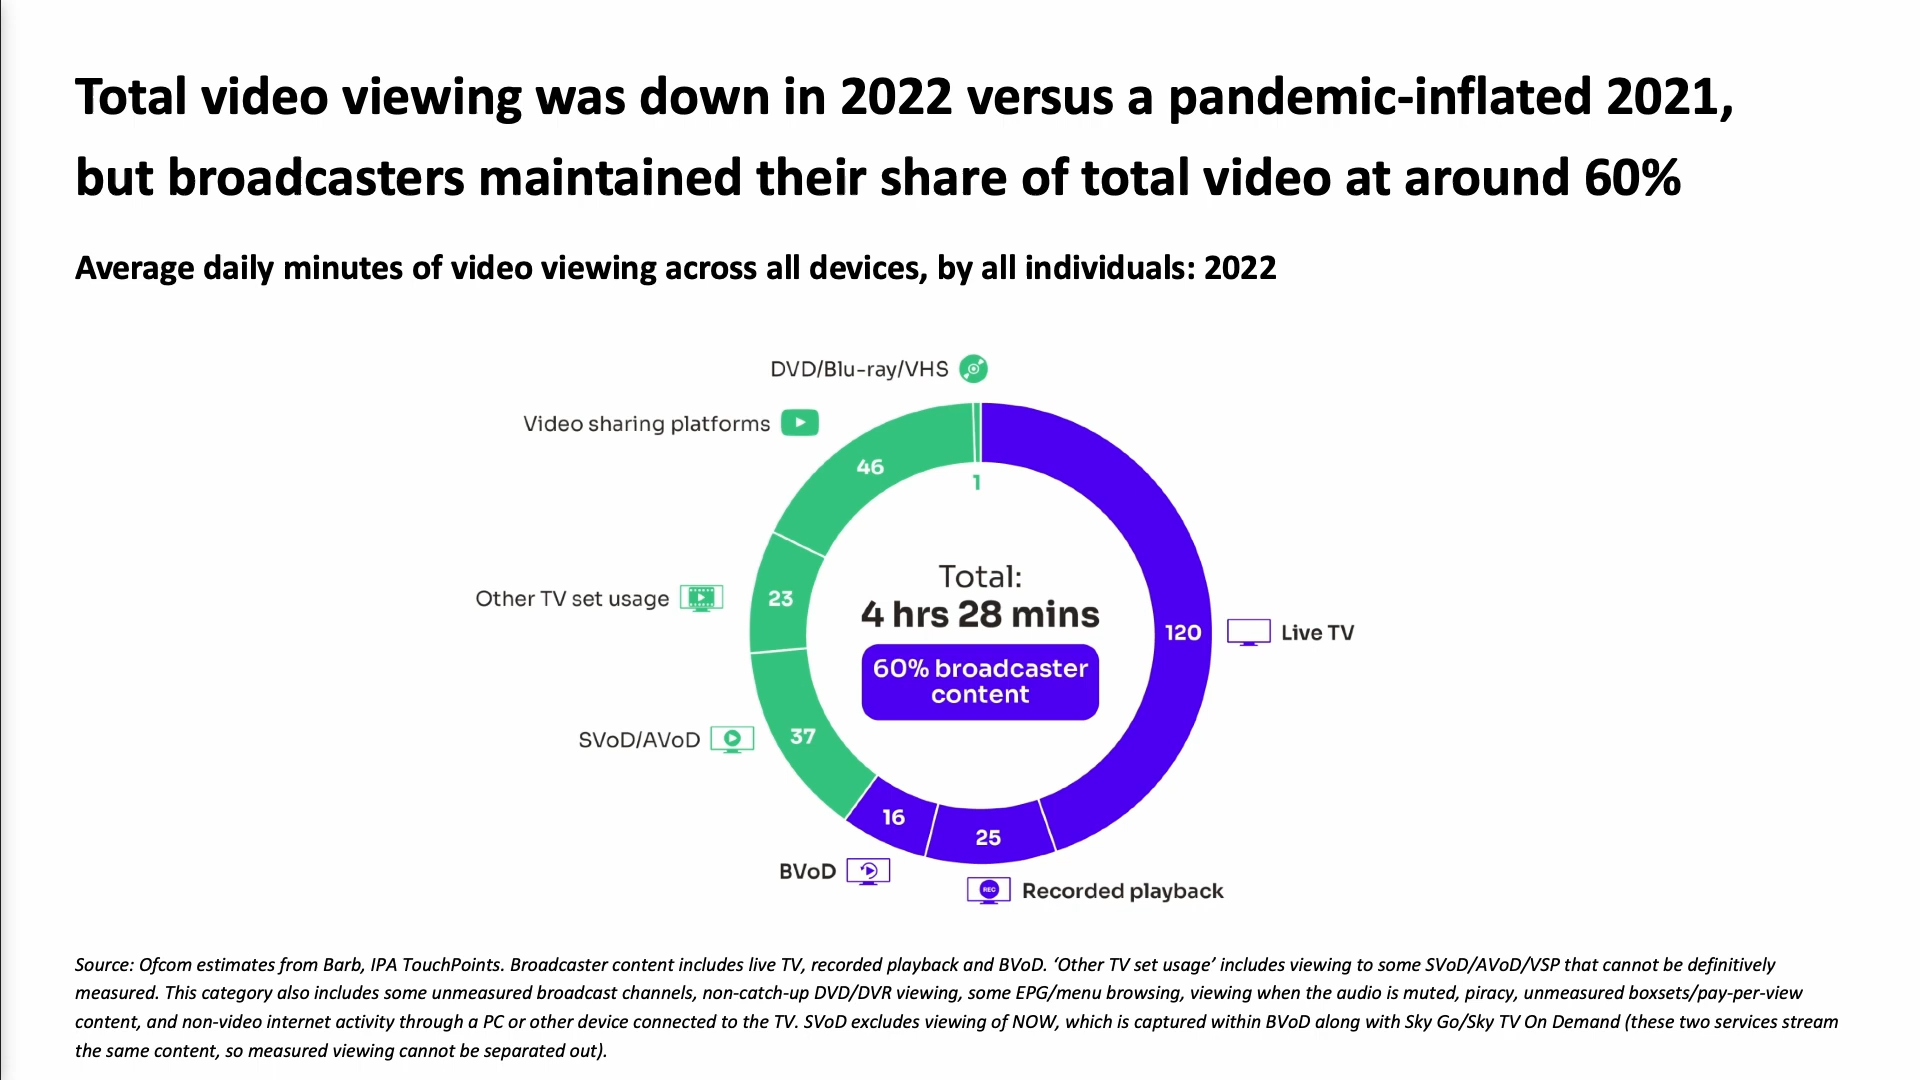 Total video viewing was down in 2022 versus a pandemic-inflated 2021,
but broadcasters maintained their share of total video at around 60%
Average daily minutes of video viewing across all devices, by all individuals: 2022
DVD/Blu-ray/VHS
Video sharing platforms
46
1
Other TV set usage
23
Total:
4 hrs 28 mins
60% broadcaster
content
120
Live TV
SVoD/AVoD
37
16
25
BVoD
REC
Recorded playback
Source: Ofcom estimates from Barb, IPA TouchPoints. Broadcaster content includes live TV, recorded playback and BVoD. ‘Other TV set usage’ includes viewing to some SVoD/AVoD/VSP that cannot be definitively
measured. This category also includes some unmeasured broadcast channels, non-catch-up DVD/DVR viewing, some EPG/menu browsing, viewing when the audio is muted, piracy, unmeasured boxsets/pay-per-view
content, and non-video internet activity through a PC or other device connected to the TV. SVoD excludes viewing of NOW, which is captured within BVoD along with Sky Go/Sky TV On Demand (these two services stream
the same content, so measured viewing cannot be separated out).